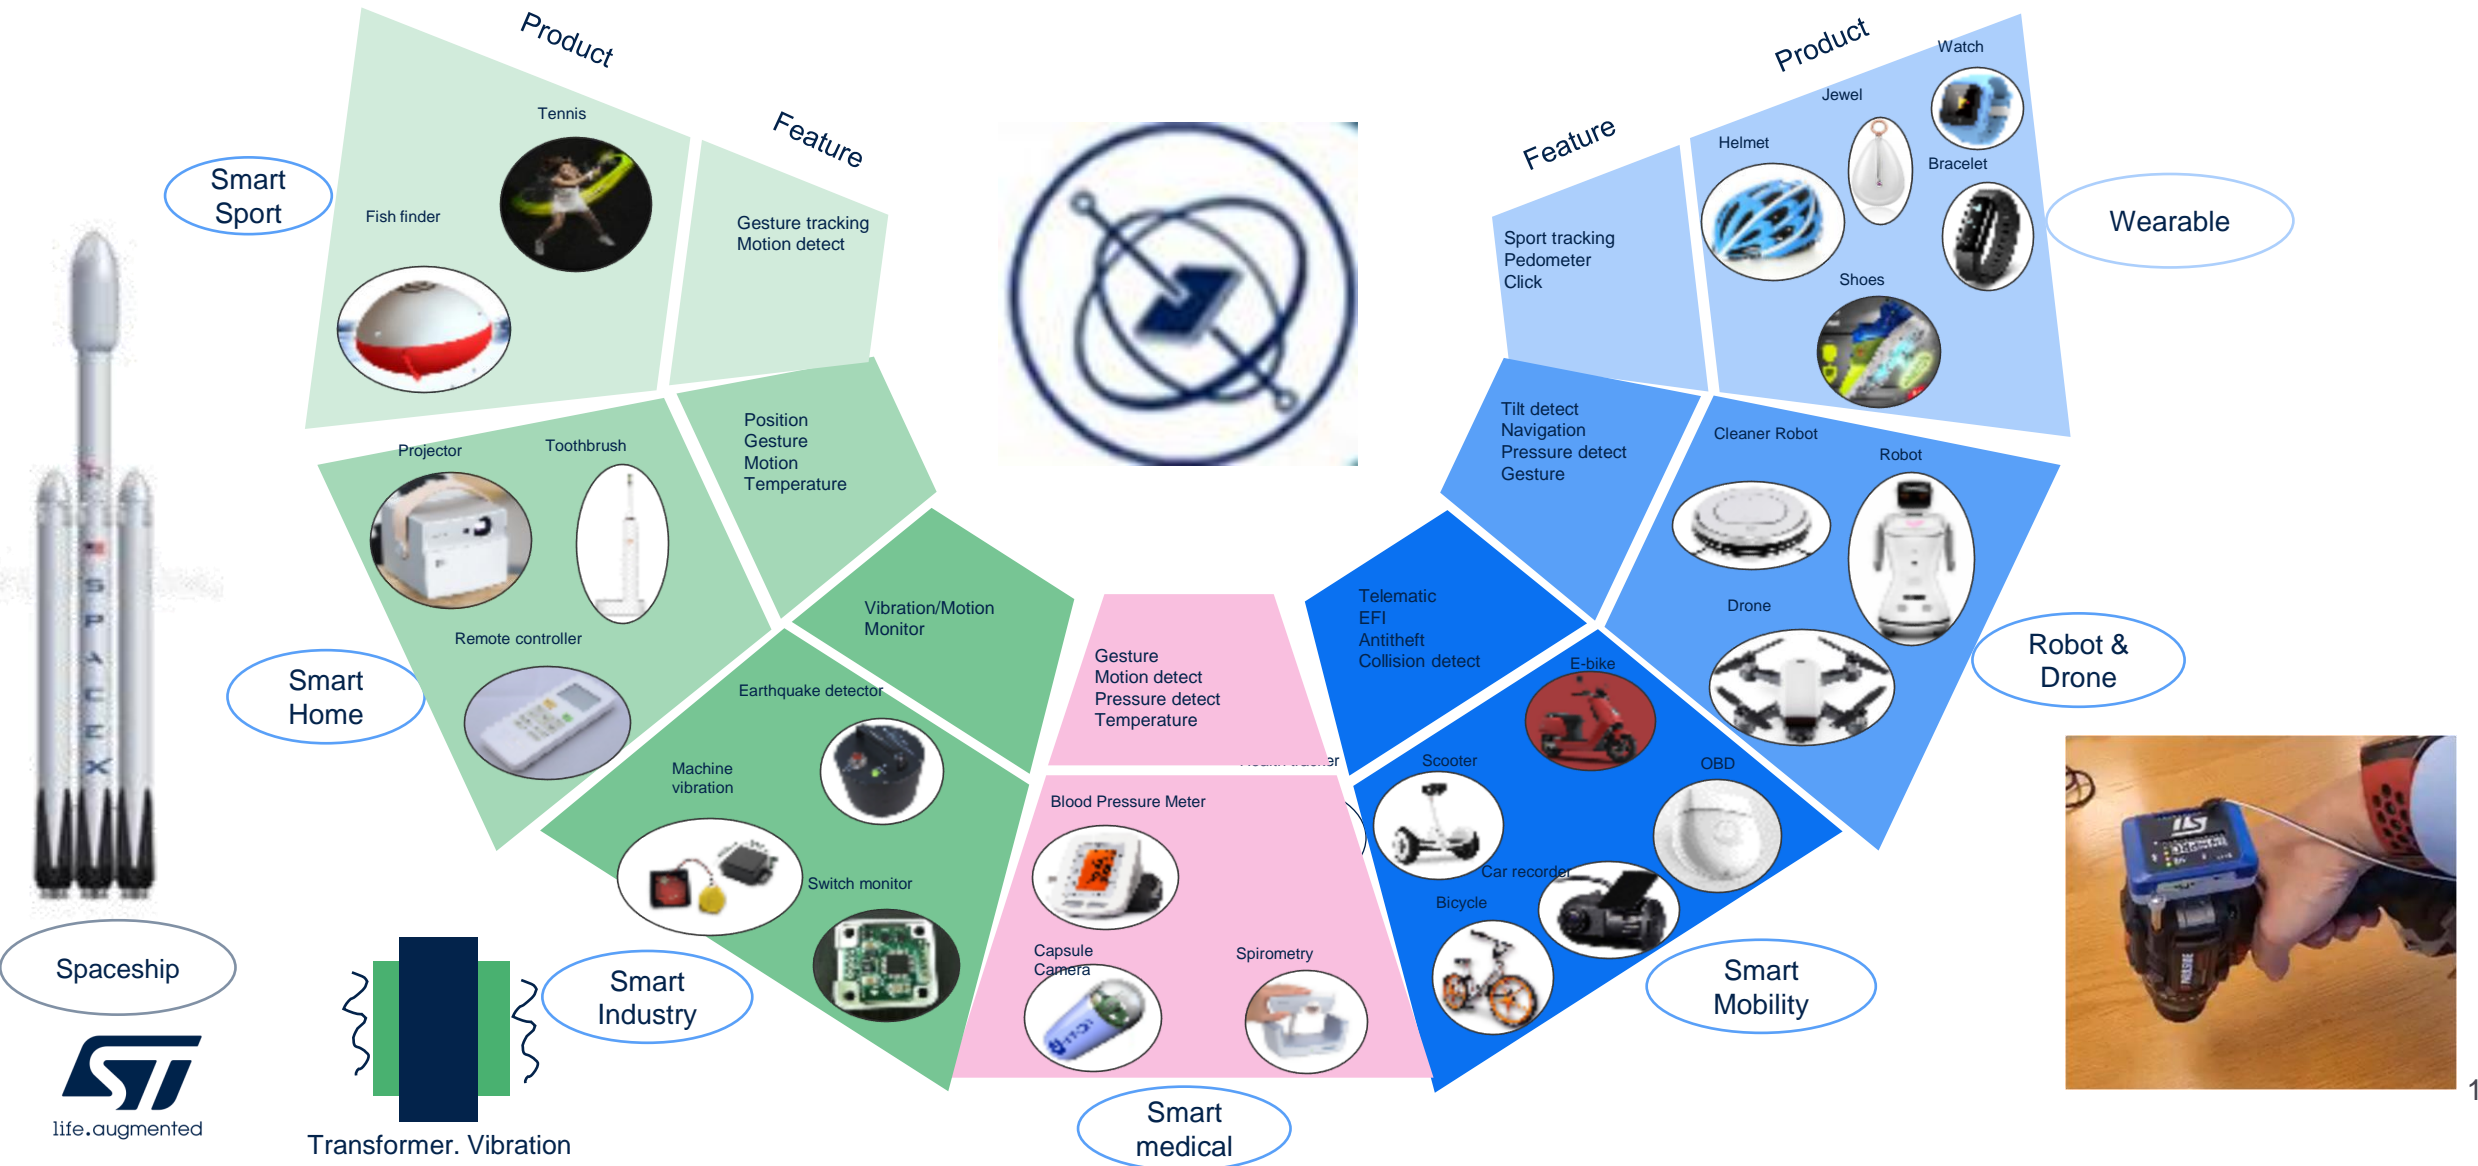 Product
Feature
Tennis
Fish finder
Gesture tracking
Motion detect
Smart
Sport
Feature
Product
Watch
Jewel
Helmet
Bracelet
Shoes
Sport tracking
Pedometer
Click
Wearable
Projector
Toothbrush
Remote controller
Position
Gesture
Motion
Temperature
Smart
Home
Tilt detect
Navigation
Pressure detect
Gesture
Cleaner Robot
Robot
Drone
Robot &
Drone
Vibration/Motion
Monitor
Earthquake detector
Machine
vibration
Switch monitor
Smart
Industry
Gesture
Motion detect
Pressure detect
Temperature
Blood Pressure Meter
Capsule
Camera
Spirometry
Smart
medical
Telematic
EFI
Antitheft
Collision detect
E-bike
Scooter
OBD
Car recorder
Bicycle
Smart
Mobility
SPACEX
Spaceship
ST
life.augmented
Transformer. Vibration
ST
1